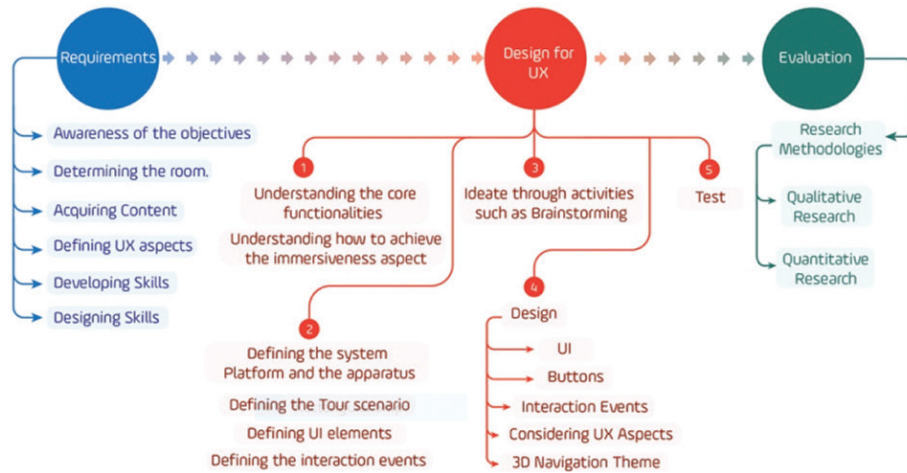 Requirements
Design for
UX
Evaluation
Awareness of the objectives
Determining the room.
Acquiring Content
Defining UX aspects
Developing Skills
Designing Skills
1
Understanding the core
functionalities
Understanding how to achieve
the immersiveness aspect
2
Defining the system
Platform and the apparatus
Defining the Tour scenario
Defining UI elements
Defining the interaction events
3
Ideate through activities
such as Brainstorming
4
Design
UI
Buttons
Interaction Events
Considering UX Aspects
3D Navigation Theme
5
Test
Research
Methodologies
Qualitative
Research
Quantitative
Research